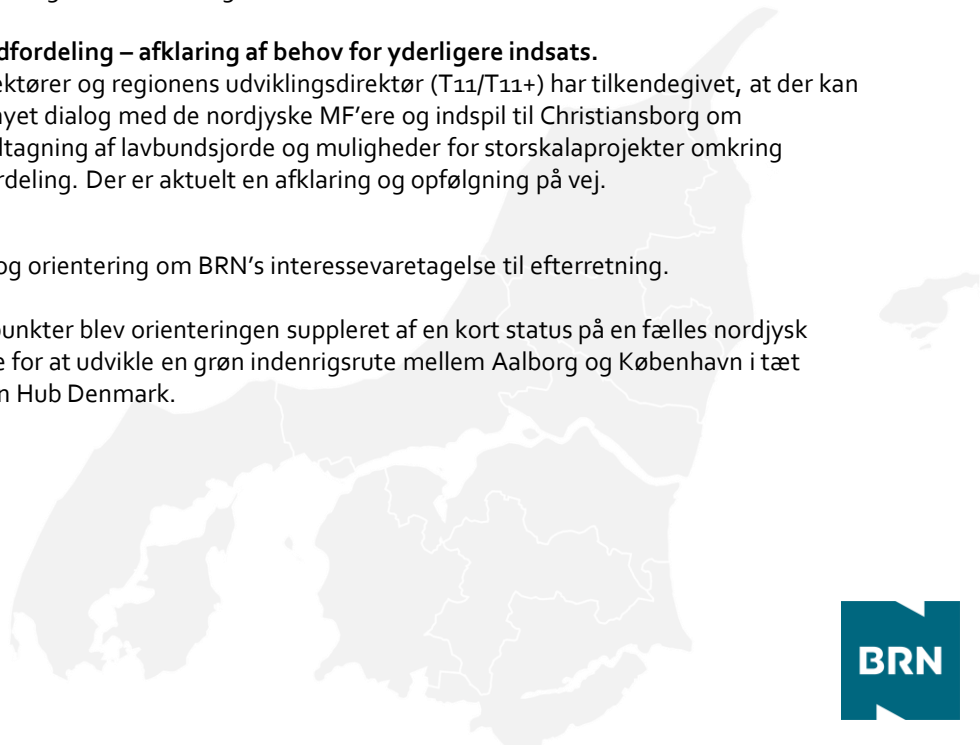 dfordeling – afklaring af behov for yderligere indsats.
ektører og regionens udviklingsdirektør (T11/T11+) har tilkendegivet, at der kan
nyet dialog med de nordjyske MF'ere og indspil til Christiansborg om
dtagning af lavbundsjorde og muligheder for storskalaprojekter omkring
rdeling. Der er aktuelt en afklaring og opfølgning på vej.
og orientering om BRN's interessevaretagelse til efterretning.
punkter blev orienteringen suppleret af en kort status på en fælles nordjysk
e for at udvikle en grøn indenrigsrute mellem Aalborg og København i tæt
n Hub Denmark.
BRN